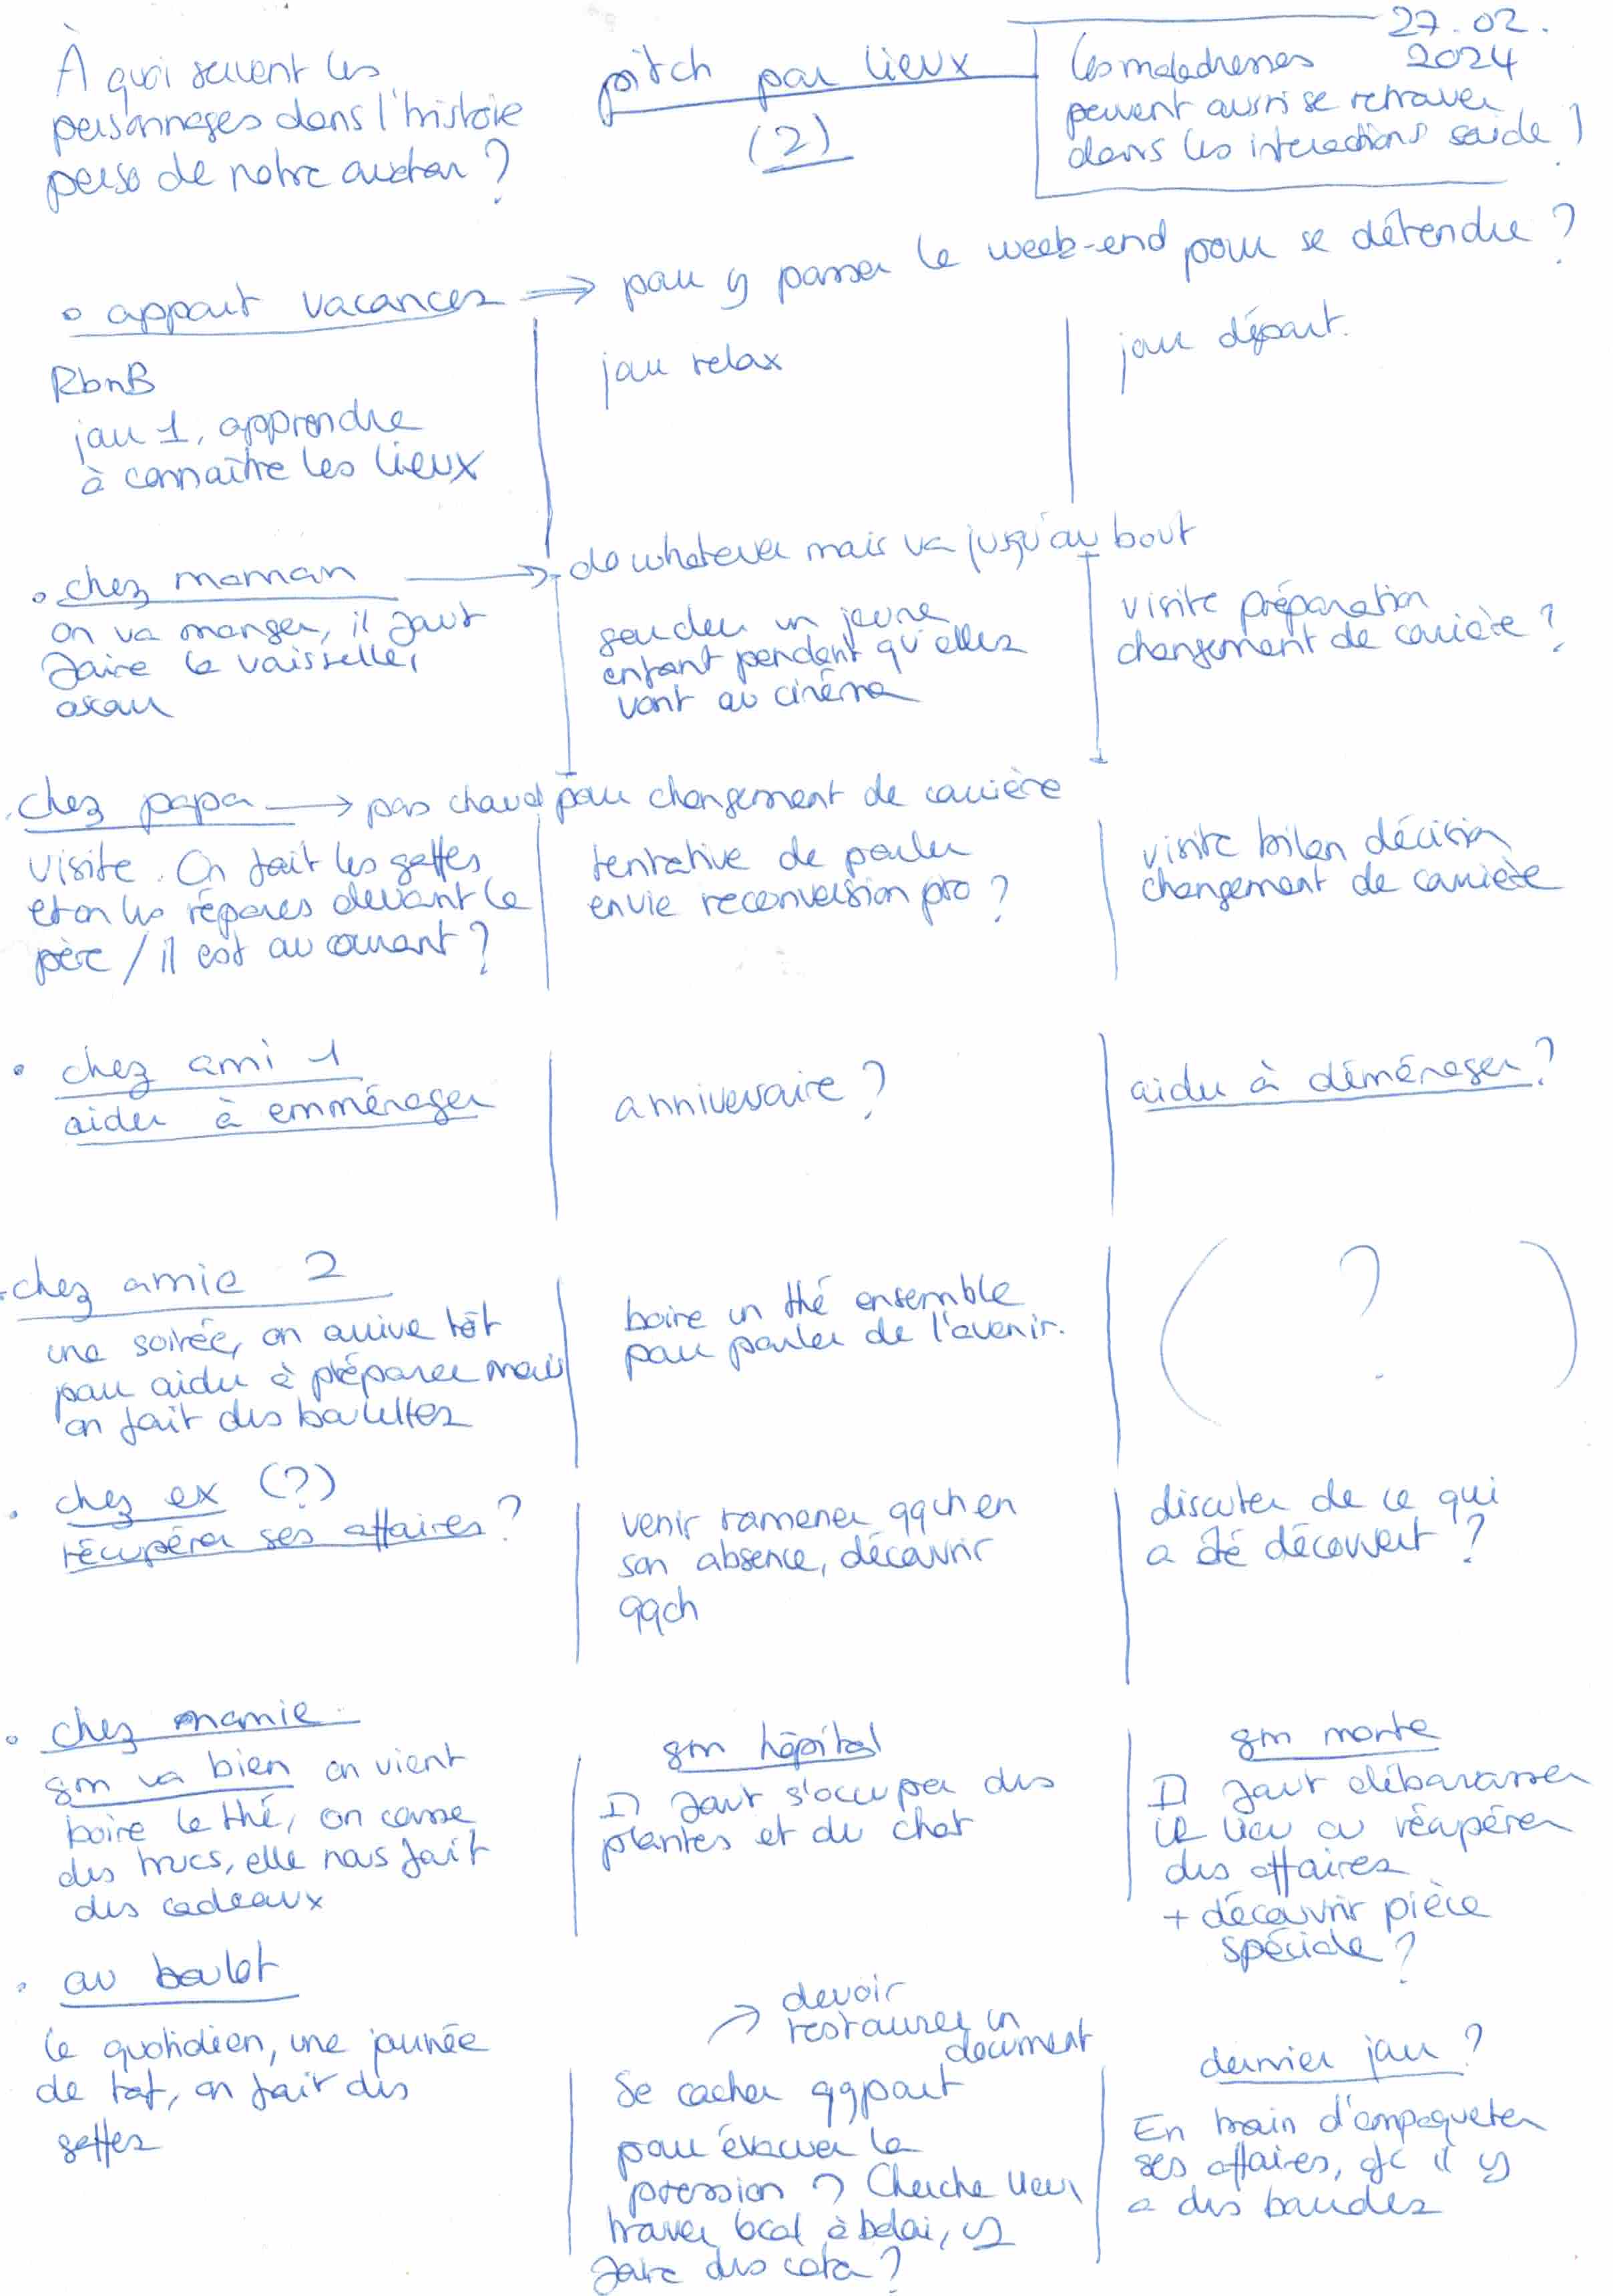 27.02.
2024
À quoi servent les
personnages dans l'histoire
perso de notre avatar ?
pitch par lieux
(2)
les maladresses
peuvent aussi se retrouver
dans les interactions sociale !
• appart vacances => pour y passer le week-end pour se détendre ?
RbnB
jour 1, apprendre
à connaître les lieux
jour relax
jour départ.
• chez maman → do whatever mais va jusqu'au bout
on va manger, il faut
faire la vaisselle,
garder un jeune
enfant pendant qu'elles
vont au cinéma
visite préparation
changement de carrière ?
• chez papa → pas chaud pour changement de carrière
visite. On fait les gaffes
et on les répares devant le
père / il est au courant ?
tentative de parler
envie reconversion pro ?
visite bilan décision
changement de carrière
• chez ami 1
aider à emménager
anniversaire ?
aider à déménager ?
• chez amie 2
une soirée, on arrive tôt
pour aider à préparer mais
on fait des boulettes
boire un thé ensemble
pour parler de l'avenir.
( ? )
• chez ex (?)
récupérer ses affaires ?
venir ramener qqch en
son absence, découvrir
qqch
discuter de ce qui
a été découvert ?
• chez mamie
gm va bien on vient
boire le thé, on casse
des trucs, elle nous fait
des cadeaux
gm hôpital
Il faut s'occuper des
plantes et du chat
gm morte
Il faut débarasser
le lieu ou récupérer
des affaires
+ découvrir pièce
spéciale ?
• au boulot
le quotidien, une journée
de taf, on fait des
gaffes
↗ devoir
restaurer un
document
Se cacher qqpart
pour évacuer la
pression ? Cherche lieu,
trouver local à balai, y
faire des cata ?
dernier jour ?
En train d'empaqueter
ses affaires, gfc il y
a des bourdes